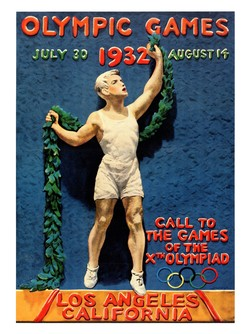 OLYMPIC GAMES
JULY 30 1932 AUGUST 14
CALL TO
THE GAMES
OF THE
XTH OLYMPIAD
LOS ANGELES
CALIFORNIA